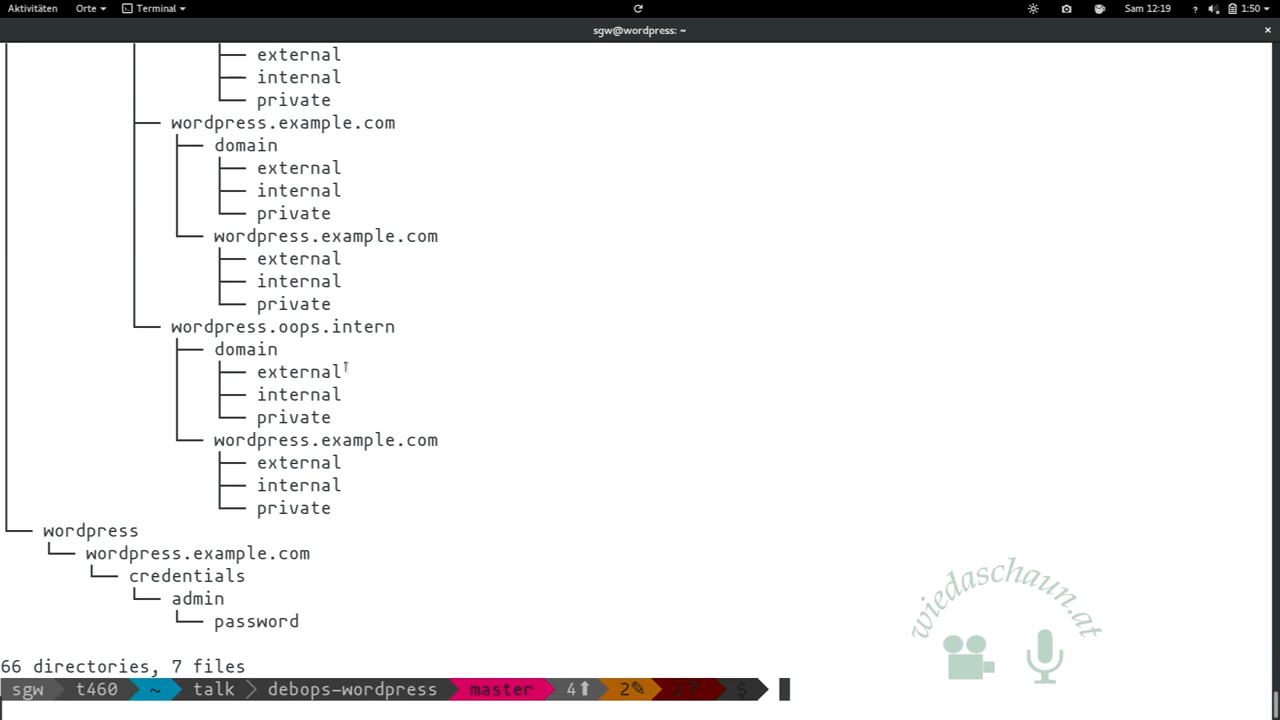 Aktivitäten Orte Terminal Sam 12:19 ? 1:50
sgw@wordpress: ~ ×
├── external
├── internal
└── private
├── wordpress.example.com
├── domain
├── external
├── internal
└── private
└── wordpress.example.com
├── external
├── internal
└── private
└── wordpress.oops.intern
├── domain
├── external
├── internal
└── private
└── wordpress.example.com
├── external
├── internal
└── private
└── wordpress
└── wordpress.example.com
└── credentials
└── admin
└── password
wiedaschaun.at
66 directories, 7 files
sgw t460 ~ talk debops-wordpress master 4⬆ 2✎ $